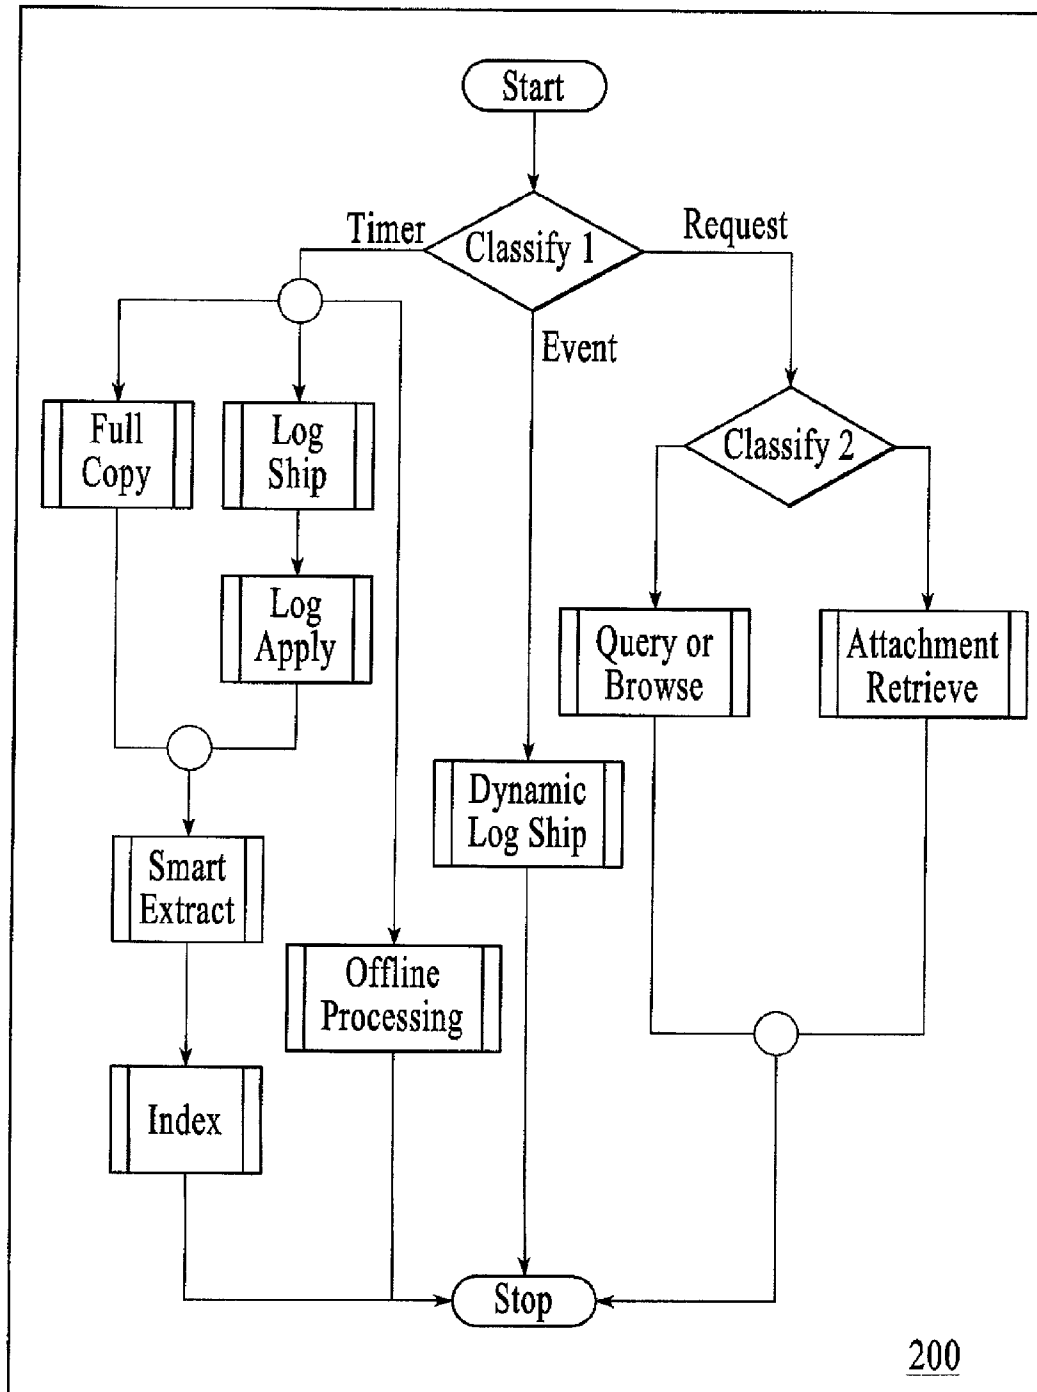 Start
Timer
Classify 1
Request
Event
Full
Copy
Log
Ship
Classify 2
Log
Apply
Query or
Browse
Attachment
Retrieve
Dynamic
Log Ship
Smart
Extract
Offline
Processing
Index
Stop
200